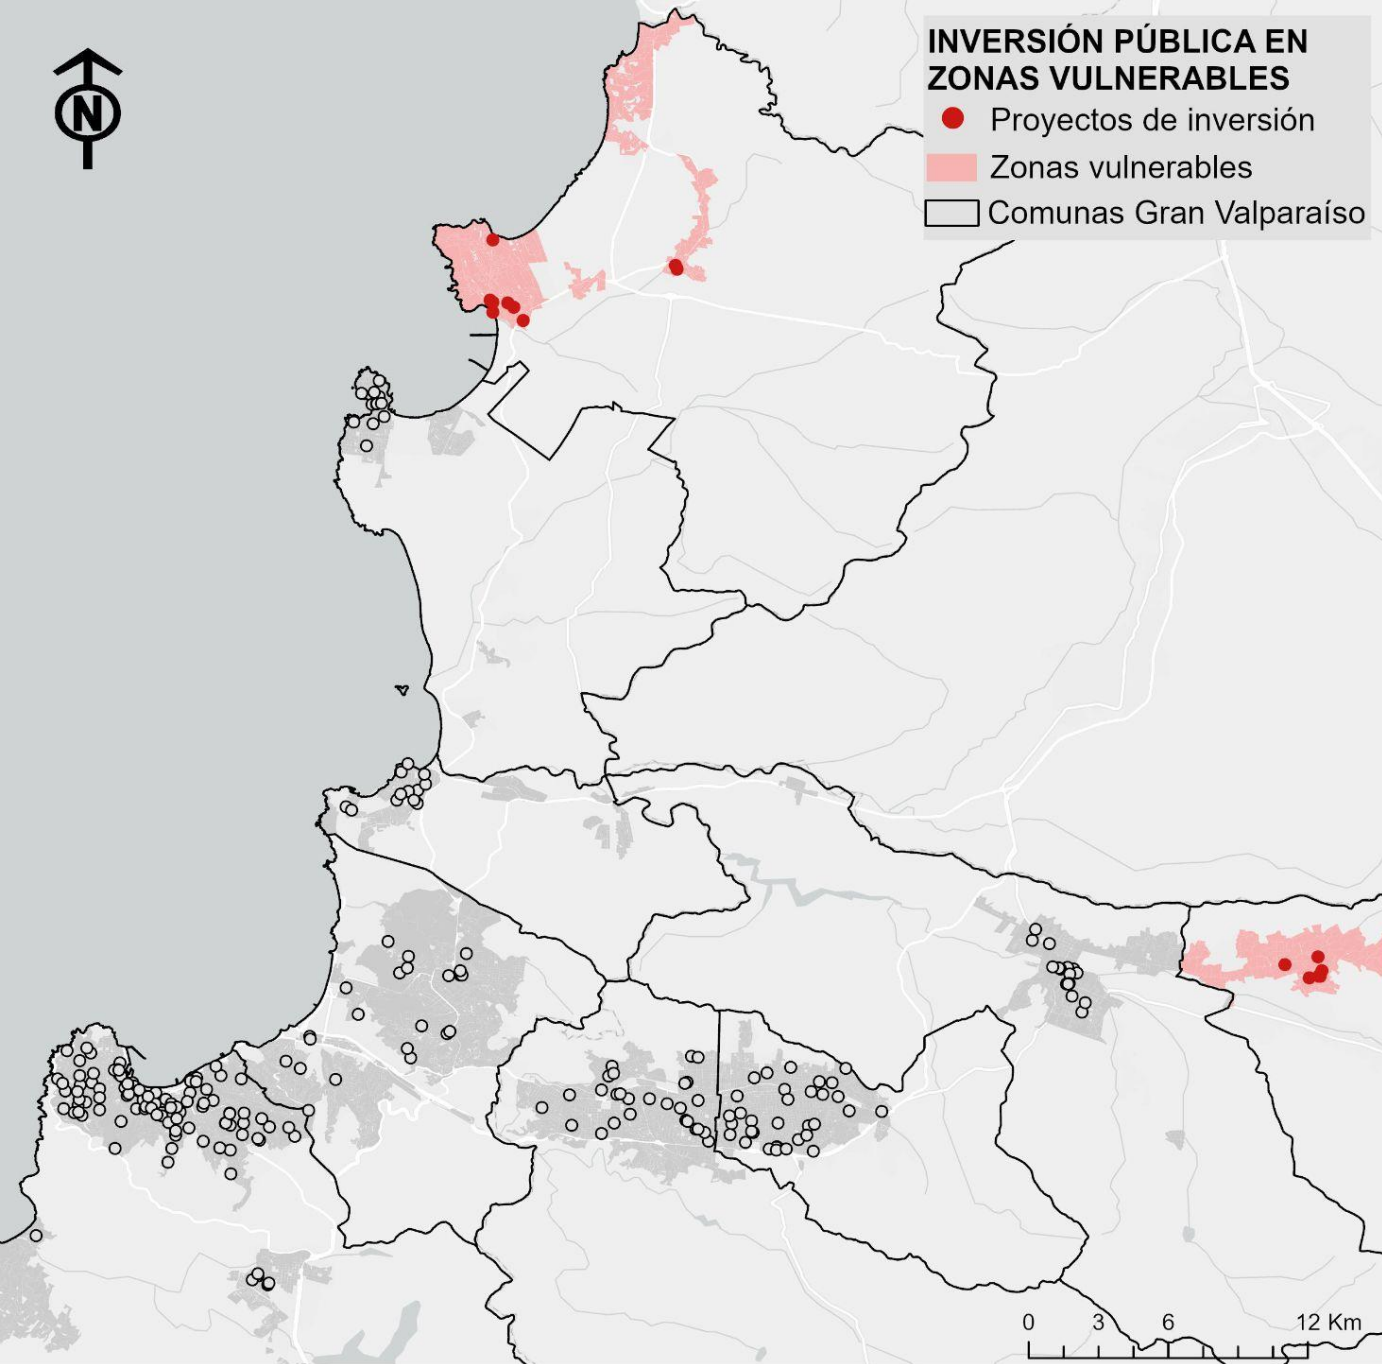 N
INVERSIÓN PÚBLICA EN
ZONAS VULNERABLES
Proyectos de inversión
Zonas vulnerables
Comunas Gran Valparaíso
0 3 6 12 Km